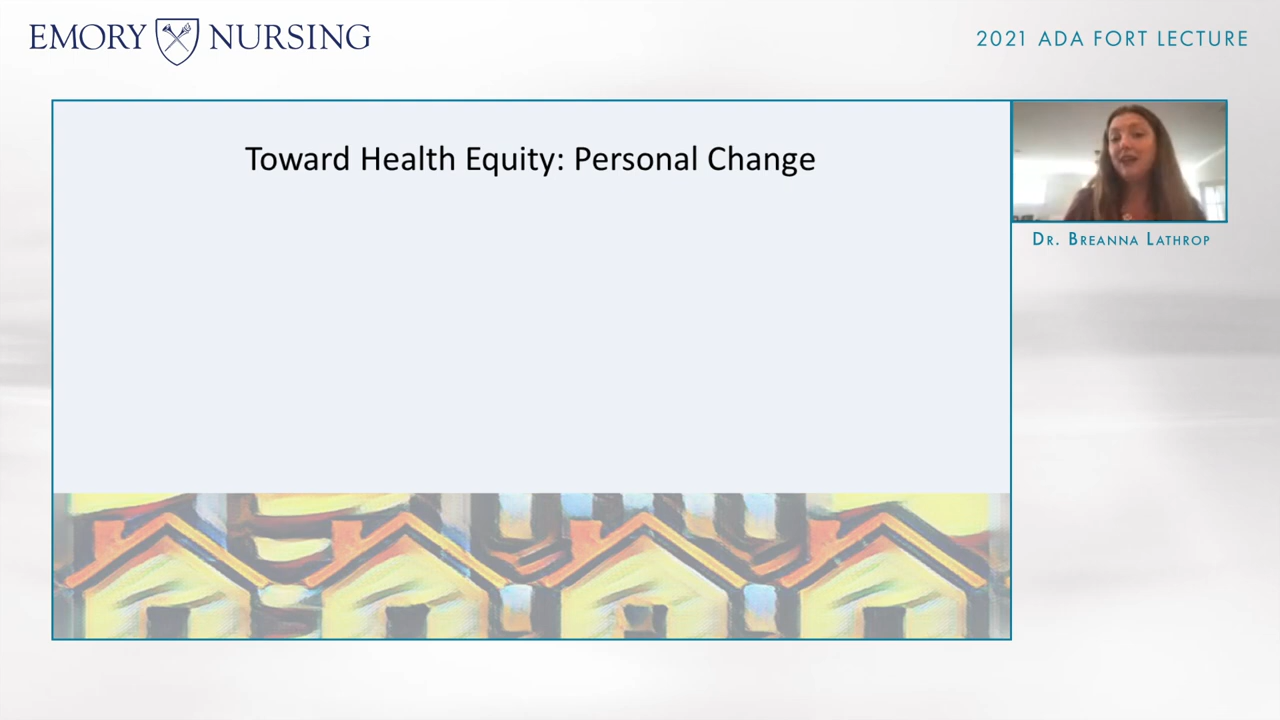 EMORY NURSING
2021 ADA FORT LECTURE
Toward Health Equity: Personal Change
DR. BREANNA LATHROP